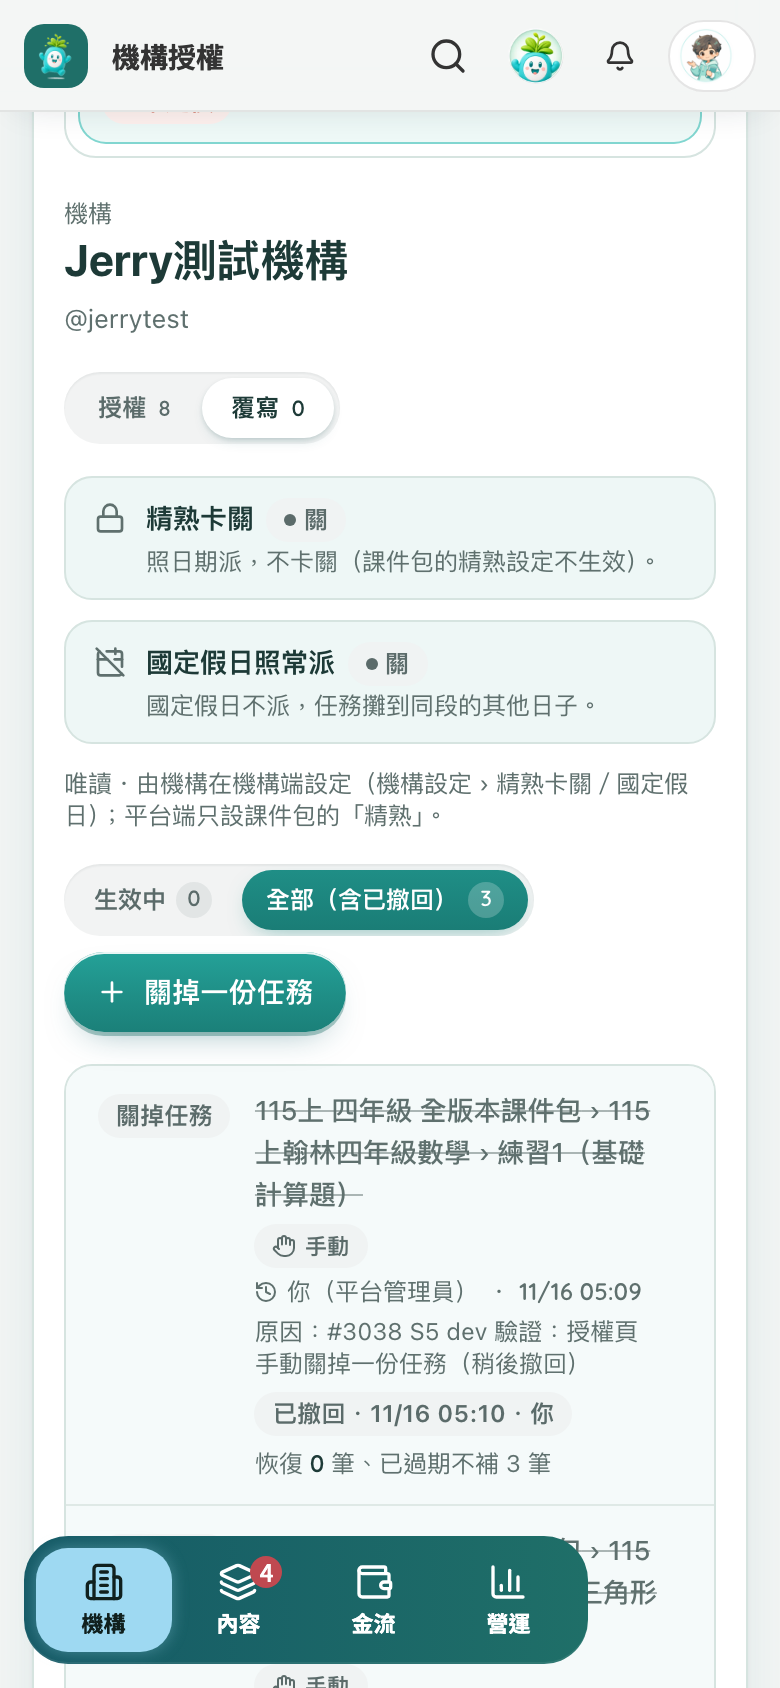 機構授權
機構
Jerry測試機構
@jerrytest
授權 8 覆寫 0
精熟卡關 關
照日期派，不卡關（課件包的精熟設定不生效）。
國定假日照常派 關
國定假日不派，任務攤到同段的其他日子。
唯讀 · 由機構在機構端設定（機構設定 › 精熟卡關 / 國定假
日）；平台端只設課件包的「精熟」。
生效中 0 全部（含已撤回） 3
關掉一份任務
關掉任務
115上 四年級 全版本課件包 › 115
上翰林四年級數學 › 練習1（基礎
計算題）
手動
你（平台管理員） · 11/16 05:09
原因：#3038 S5 dev 驗證：授權頁
手動關掉一份任務（稍後撤回）
已撤回 · 11/16 05:10 · 你
恢復 0 筆、已過期不補 3 筆
› 115
三角形
手動
機構
內容 4
金流
營運